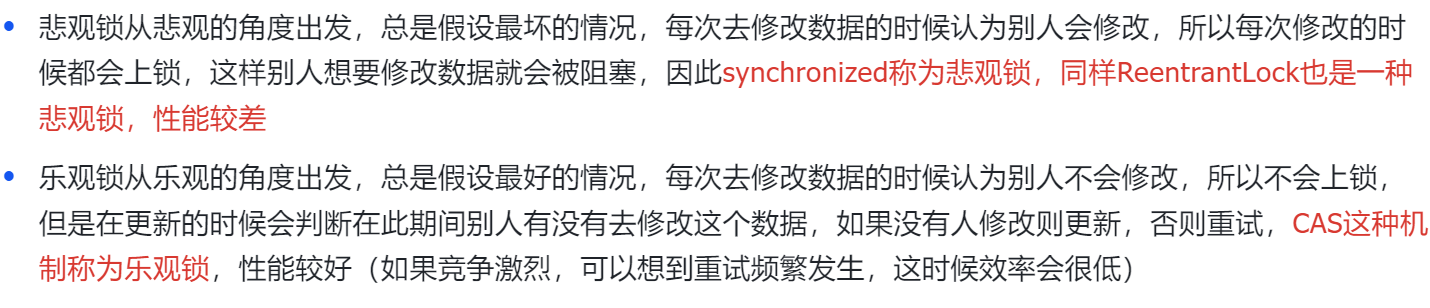 悲观锁从悲观的角度出发，总是假设最坏的情况，每次去修改数据的时候认为别人会修改，所以每次修改的时
候都会上锁，这样别人想要修改数据就会被阻塞，因此synchronized称为悲观锁，同样ReentrantLock也是一种
悲观锁，性能较差
乐观锁从乐观的角度出发，总是假设最好的情况，每次去修改数据的时候认为别人不会修改，所以不会上锁，
但是在更新的时候会判断在此期间别人有没有去修改这个数据，如果没有人修改则更新，否则重试，CAS这种机
制称为乐观锁，性能较好（如果竞争激烈，可以想到重试频繁发生，这时候效率会很低）